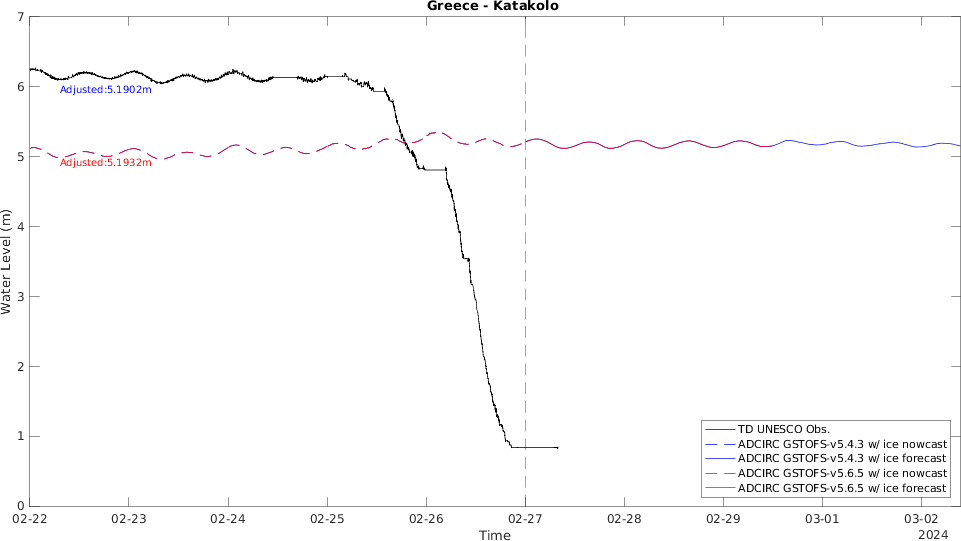 Greece - Katakolo
7
6
5
4
3
2
1
0
Water Level (m)
Adjusted:5.1902m
Adjusted:5.1932m
TD UNESCO Obs.
ADCIRC GSTOFS-v5.4.3 w/ ice nowcast
ADCIRC GSTOFS-v5.4.3 w/ ice forecast
ADCIRC GSTOFS-v5.6.5 w/ ice nowcast
ADCIRC GSTOFS-v5.6.5 w/ ice forecast
02-22 02-23 02-24 02-25 02-26 02-27 02-28 02-29 03-01 03-02
Time
2024